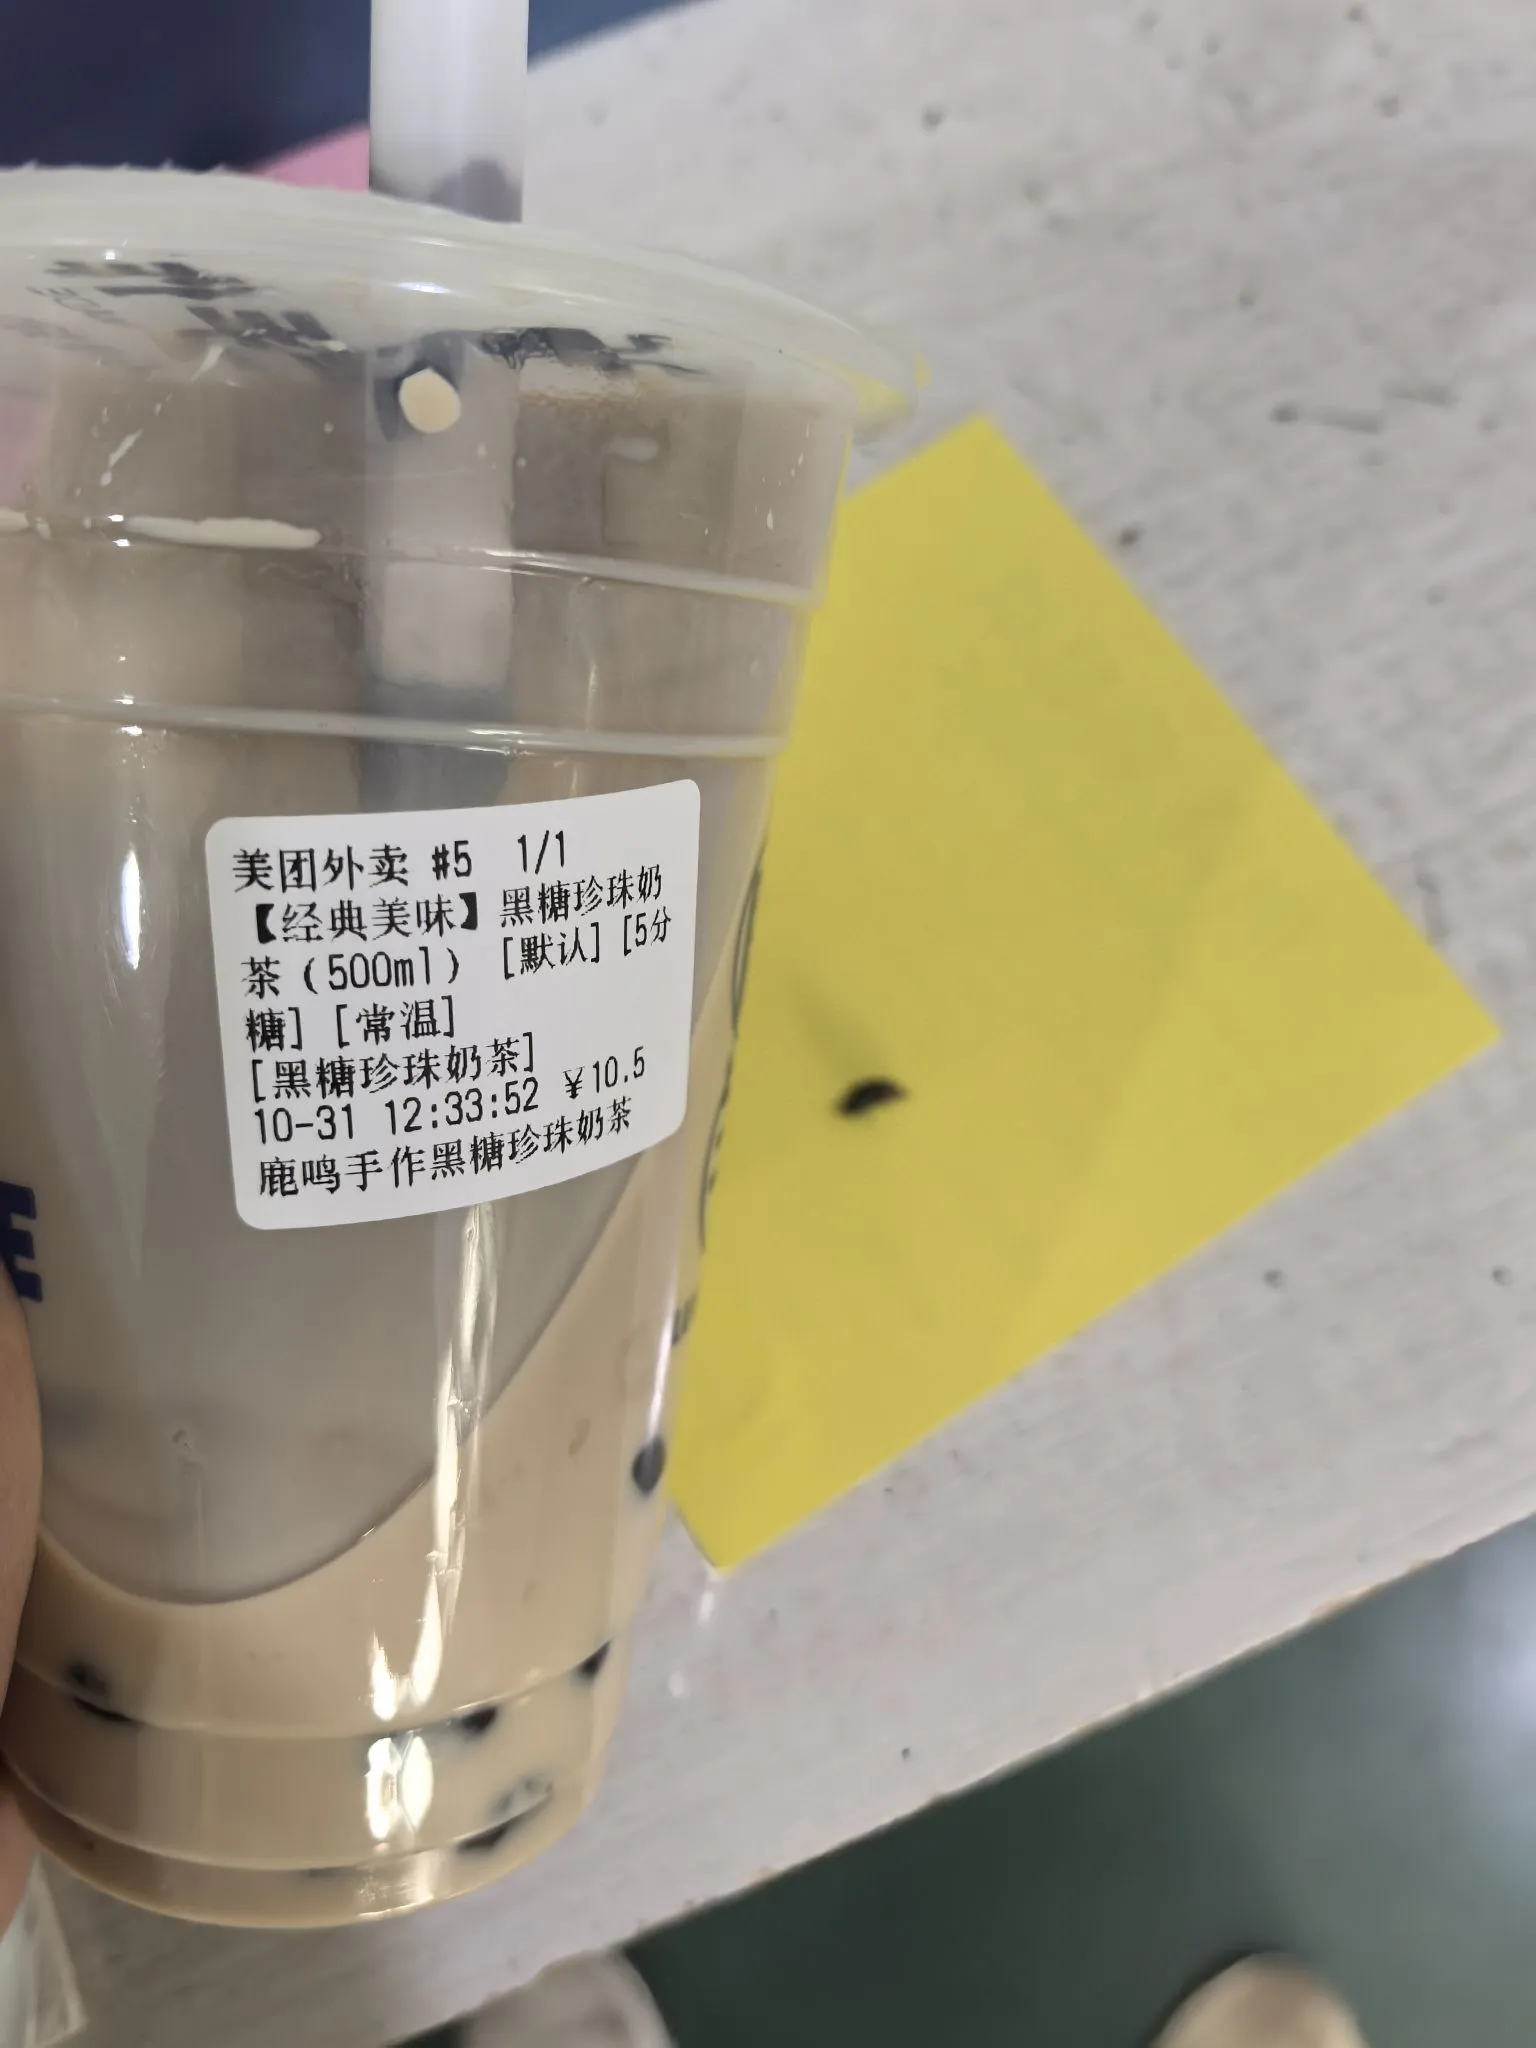 美团外卖 #5 1/1
【经典美味】黑糖珍珠奶
茶(500ml) [默认] [5分
糖] [常温]
[黑糖珍珠奶茶]
10-31 12:33:52 ¥10.5
鹿鸣手作黑糖珍珠奶茶